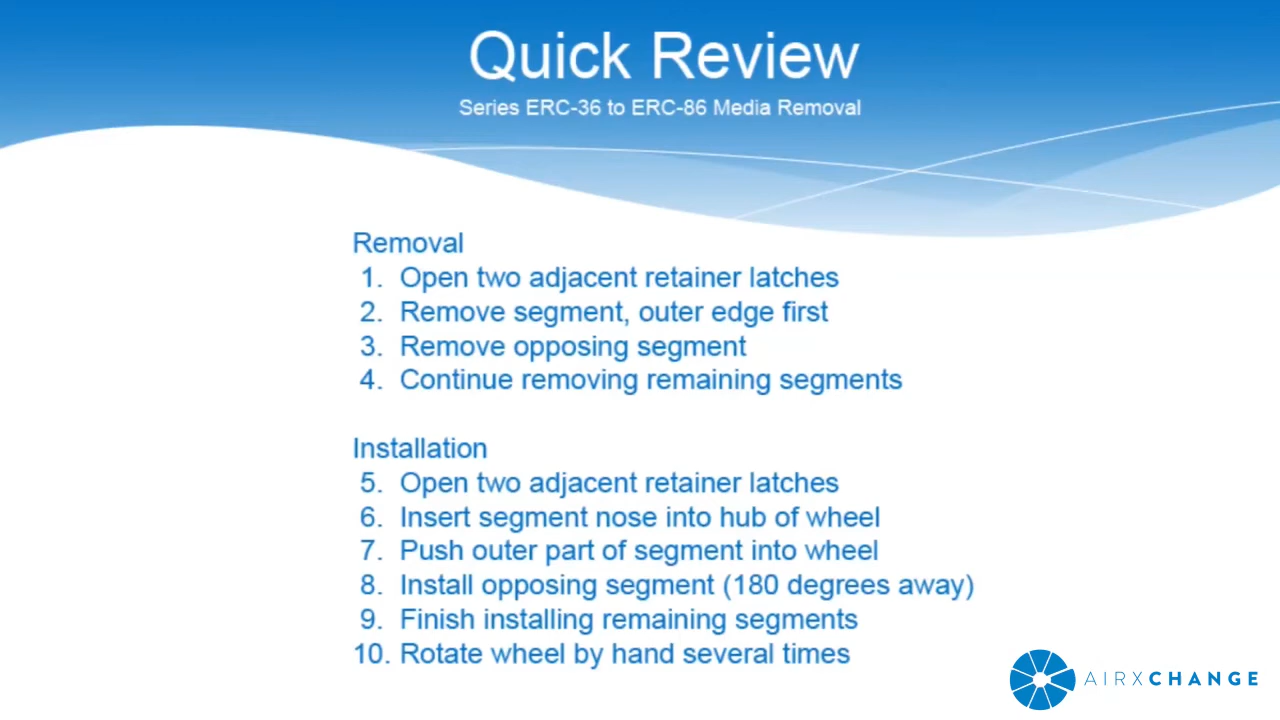 Quick Review
Series ERC-36 to ERC-86 Media Removal
Removal
1. Open two adjacent retainer latches
2. Remove segment, outer edge first
3. Remove opposing segment
4. Continue removing remaining segments
Installation
5. Open two adjacent retainer latches
6. Insert segment nose into hub of wheel
7. Push outer part of segment into wheel
8. Install opposing segment (180 degrees away)
9. Finish installing remaining segments
10. Rotate wheel by hand several times
AIRXCHANGE